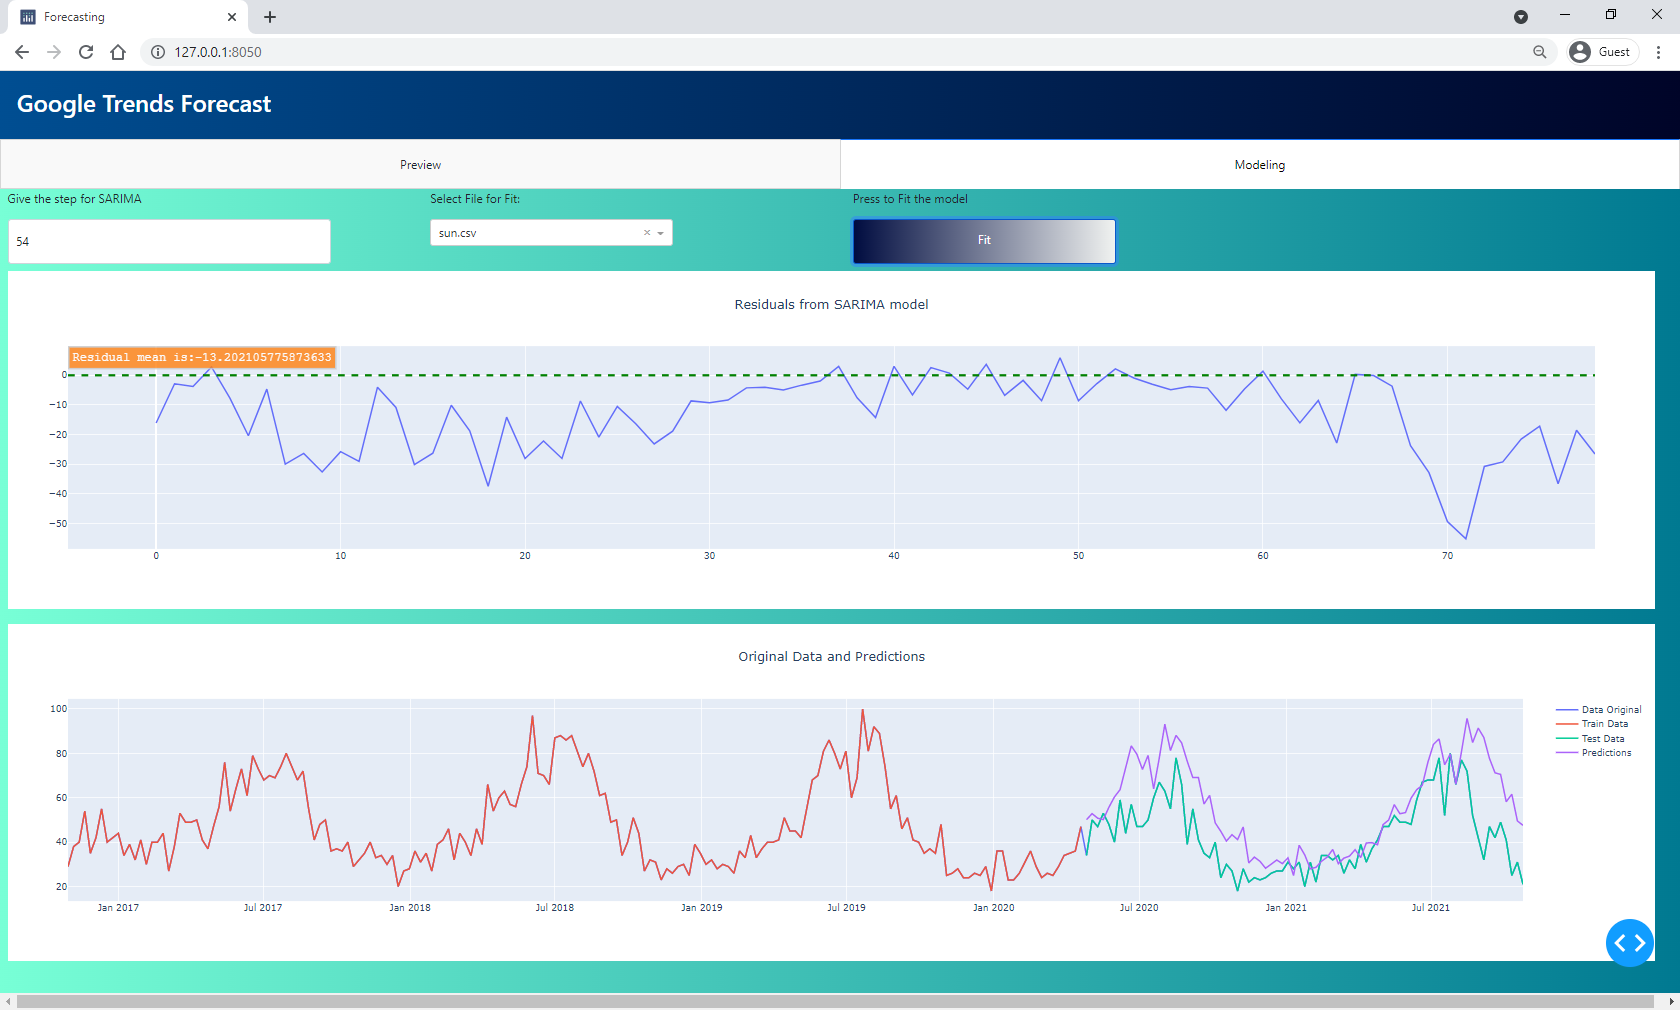 Forecasting
127.0.0.1:8050
Guest
Google Trends Forecast
Preview
Modeling
Give the step for SARIMA
Select File for Fit:
Press to Fit the model
54
sun.csv
Fit
Residuals from SARIMA model
Residual mean is:-13.202105775873633
0
−10
−20
−30
−40
−50
0
10
20
30
40
50
60
70
Original Data and Predictions
100
80
60
40
20
Jan 2017
Jul 2017
Jan 2018
Jul 2018
Jan 2019
Jul 2019
Jan 2020
Jul 2020
Jan 2021
Jul 2021
Data Original
Train Data
Test Data
Predictions